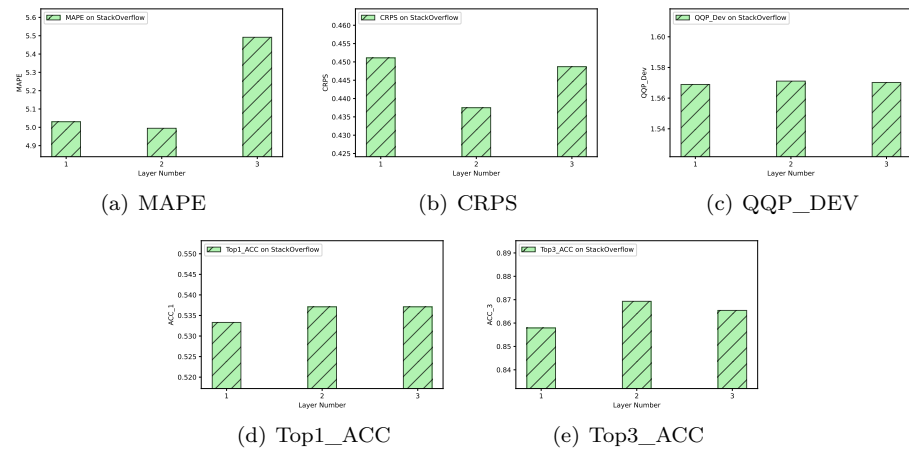 MAPE on StackOverflow
5.6
5.5
5.4
5.3
5.2
5.1
5.0
4.9
MAPE
1 2 3
Layer Number
(a) MAPE
CRPS on StackOverflow
0.460
0.455
0.450
0.445
0.440
0.435
0.430
0.425
CRPS
1 2 3
Layer Number
(b) CRPS
QQP_Dev on StackOverflow
1.60
1.58
1.56
1.54
QQP_Dev
1 2 3
Layer Number
(c) QQP_DEV
Top1_ACC on StackOverflow
0.550
0.545
0.540
0.535
0.530
0.525
0.520
ACC_1
1 2 3
Layer Number
(d) Top1_ACC
Top3_ACC on StackOverflow
0.89
0.88
0.87
0.86
0.85
0.84
ACC_3
1 2 3
Layer Number
(e) Top3_ACC